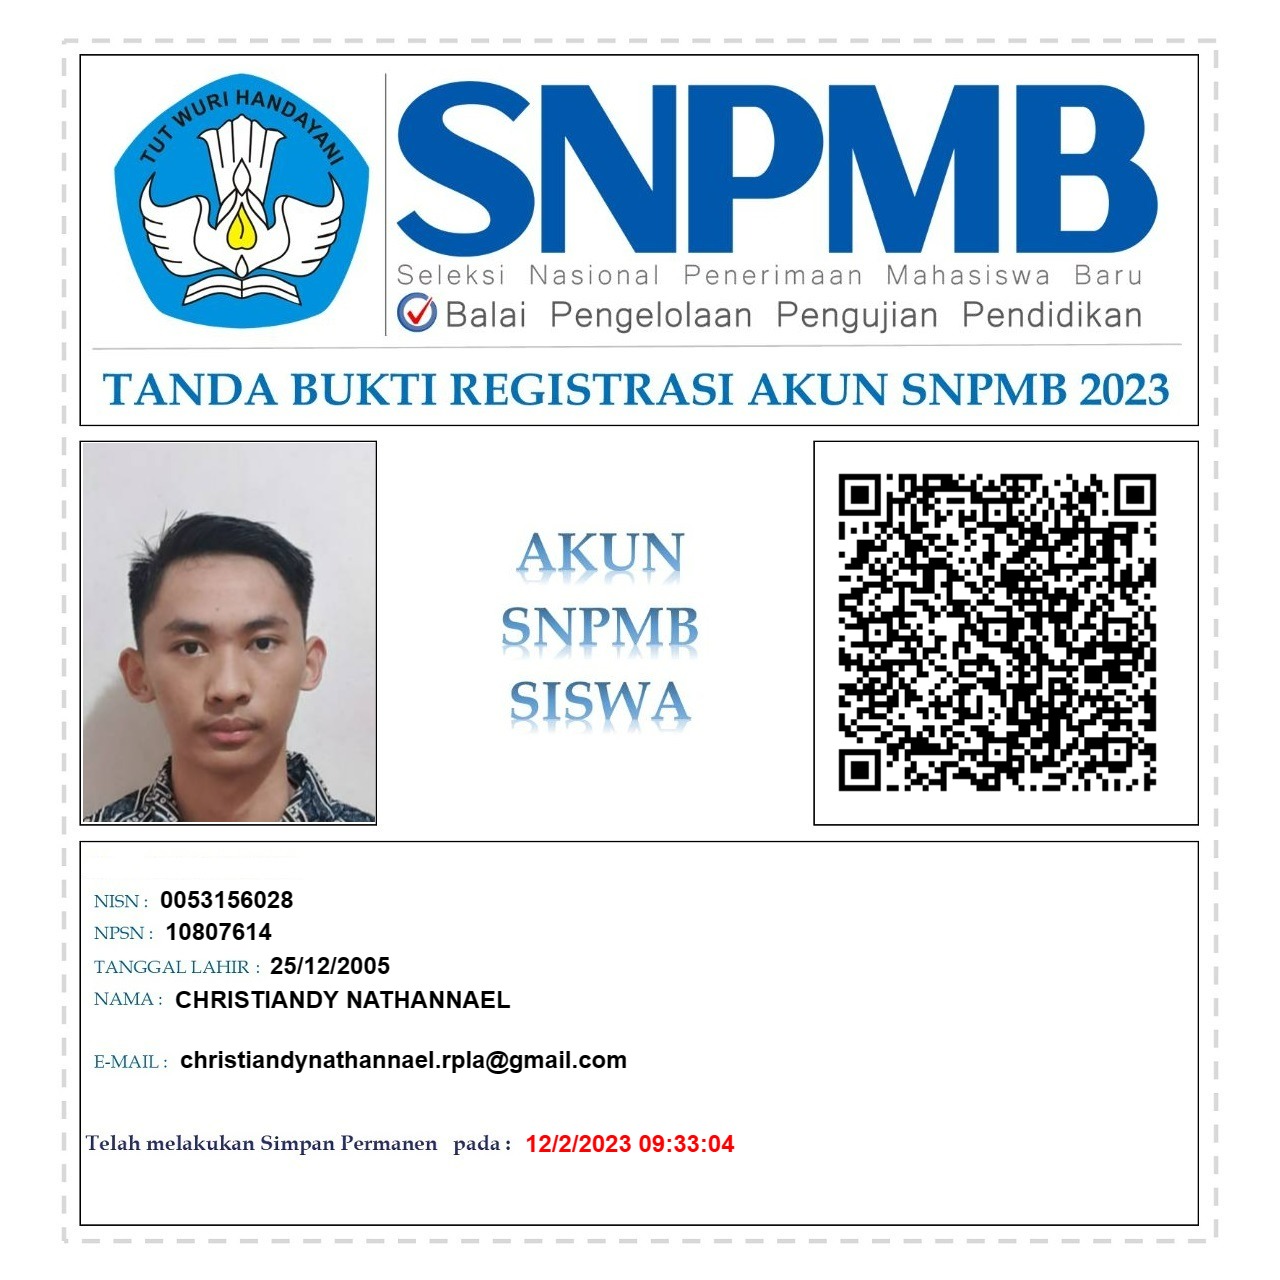 TUT WURI HANDAYANI
SNPMB
Seleksi Nasional Penerimaan Mahasiswa Baru
Balai Pengelolaan Pengujian Pendidikan
TANDA BUKTI REGISTRASI AKUN SNPMB 2023
AKUN
SNPMB
SISWA
NISN : 0053156028
NPSN : 10807614
TANGGAL LAHIR : 25/12/2005
NAMA : CHRISTIANDY NATHANNAEL
E-MAIL : christiandynathannael.rpla@gmail.com
Telah melakukan Simpan Permanen pada : 12/2/2023 09:33:04